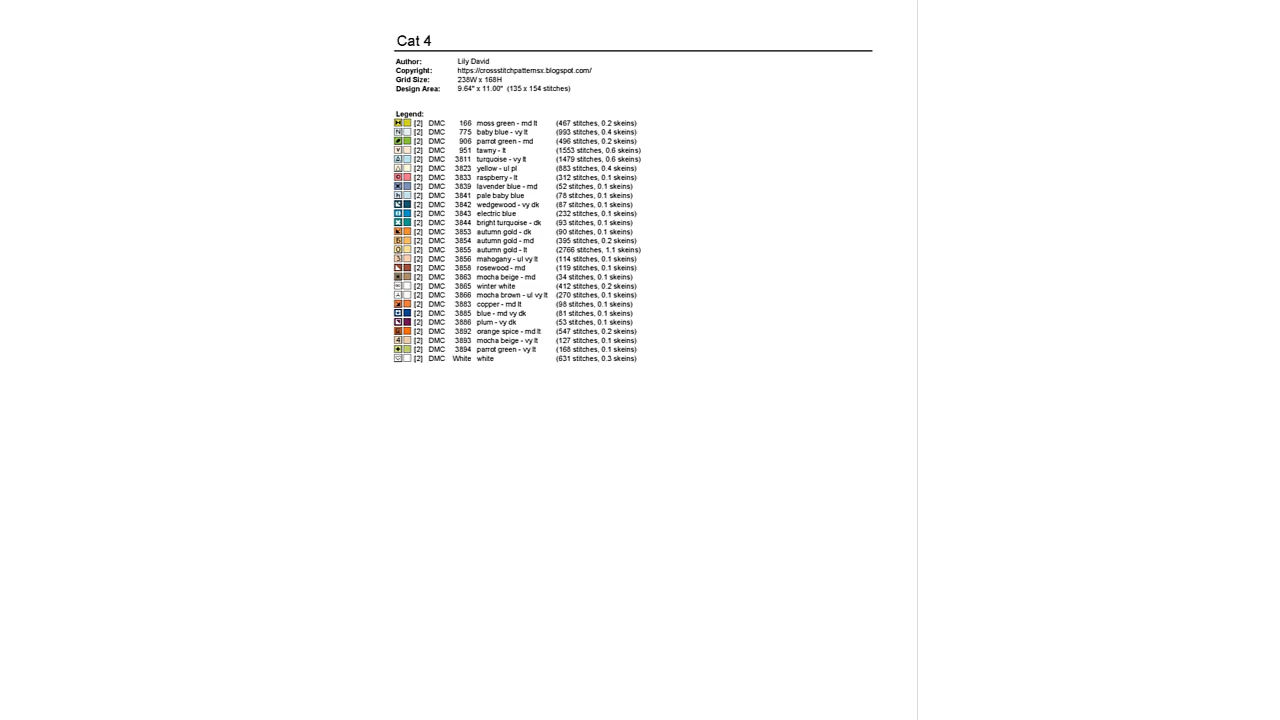 Cat 4
Author: Lily David
Copyright: https://crossstitchpatternsx.blogspot.com/
Grid Size: 238W x 168H
Design Area: 9.64" x 11.00" (135 x 154 stitches)
Legend:
[2] DMC 166 moss green - md lt (467 stitches, 0.2 skeins)
N [2] DMC 775 baby blue - vy lt (993 stitches, 0.4 skeins)
[2] DMC 906 parrot green - md (496 stitches, 0.2 skeins)
v [2] DMC 951 tawny - lt (1553 stitches, 0.6 skeins)
[2] DMC 3811 turquoise - vy lt (1479 stitches, 0.6 skeins)
[2] DMC 3823 yellow - ul pl (883 stitches, 0.4 skeins)
[2] DMC 3833 raspberry - lt (312 stitches, 0.1 skeins)
[2] DMC 3839 lavender blue - md (52 stitches, 0.1 skeins)
h [2] DMC 3841 pale baby blue (78 stitches, 0.1 skeins)
[2] DMC 3842 wedgewood - vy dk (87 stitches, 0.1 skeins)
[2] DMC 3843 electric blue (232 stitches, 0.1 skeins)
[2] DMC 3844 bright turquoise - dk (93 stitches, 0.1 skeins)
[2] DMC 3853 autumn gold - dk (90 stitches, 0.1 skeins)
6 [2] DMC 3854 autumn gold - md (395 stitches, 0.2 skeins)
O [2] DMC 3855 autumn gold - lt (2766 stitches, 1.1 skeins)
3 [2] DMC 3856 mahogany - ul vy lt (114 stitches, 0.1 skeins)
[2] DMC 3858 rosewood - md (119 stitches, 0.1 skeins)
[2] DMC 3863 mocha beige - md (34 stitches, 0.1 skeins)
[2] DMC 3865 winter white (412 stitches, 0.2 skeins)
[2] DMC 3866 mocha brown - ul vy lt (270 stitches, 0.1 skeins)
[2] DMC 3883 copper - md lt (98 stitches, 0.1 skeins)
[2] DMC 3885 blue - md vy dk (81 stitches, 0.1 skeins)
[2] DMC 3886 plum - vy dk (53 stitches, 0.1 skeins)
[2] DMC 3892 orange spice - md lt (547 stitches, 0.2 skeins)
4 [2] DMC 3893 mocha beige - vy lt (127 stitches, 0.1 skeins)
[2] DMC 3894 parrot green - vy lt (168 stitches, 0.1 skeins)
[2] DMC White white (631 stitches, 0.3 skeins)